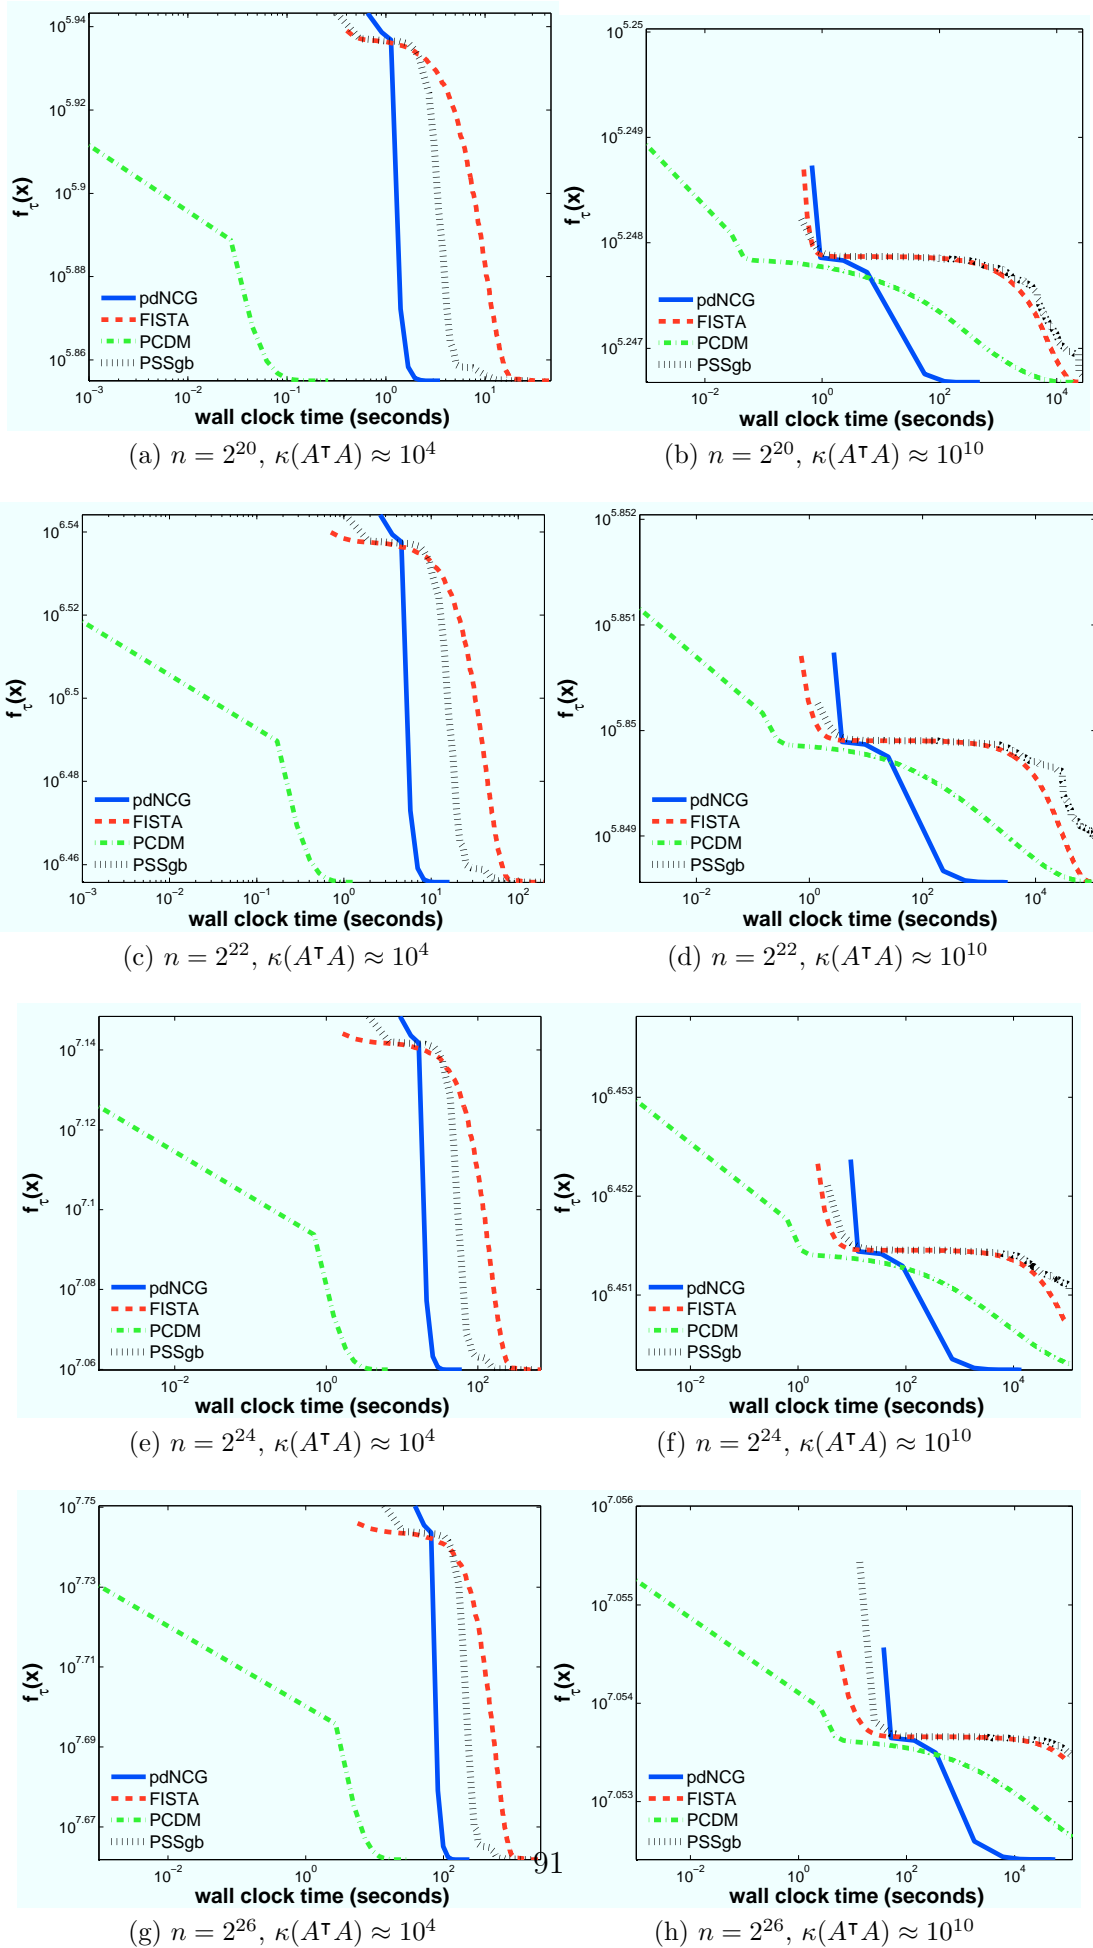 10^5.94
10^5.92
10^5.9
10^5.88
10^5.86
f_τ(x)
pdNCG
FISTA
PCDM
PSSgb
10^−3 10^−2 10^−1 10^0 10^1
wall clock time (seconds)
(a) n = 2^20, κ(A^⊺A) ≈ 10^4
10^5.25
10^5.249
10^5.248
10^5.247
f_τ(x)
pdNCG
FISTA
PCDM
PSSgb
10^−2 10^0 10^2 10^4
wall clock time (seconds)
(b) n = 2^20, κ(A^⊺A) ≈ 10^10
10^6.54
10^6.52
10^6.5
10^6.48
10^6.46
f_τ(x)
pdNCG
FISTA
PCDM
PSSgb
10^−3 10^−2 10^−1 10^0 10^1 10^2
wall clock time (seconds)
(c) n = 2^22, κ(A^⊺A) ≈ 10^4
10^5.852
10^5.851
10^5.85
10^5.849
f_τ(x)
pdNCG
FISTA
PCDM
PSSgb
10^−2 10^0 10^2 10^4
wall clock time (seconds)
(d) n = 2^22, κ(A^⊺A) ≈ 10^10
10^7.14
10^7.12
10^7.1
10^7.08
10^7.06
f_τ(x)
pdNCG
FISTA
PCDM
PSSgb
10^−2 10^0 10^2
wall clock time (seconds)
(e) n = 2^24, κ(A^⊺A) ≈ 10^4
10^6.453
10^6.452
10^6.451
f_τ(x)
pdNCG
FISTA
PCDM
PSSgb
10^−2 10^0 10^2 10^4
wall clock time (seconds)
(f) n = 2^24, κ(A^⊺A) ≈ 10^10
10^7.75
10^7.73
10^7.71
10^7.69
10^7.67
f_τ(x)
pdNCG
FISTA
PCDM
PSSgb
10^−2 10^0 10^2
wall clock time (seconds)
(g) n = 2^26, κ(A^⊺A) ≈ 10^4
10^7.056
10^7.055
10^7.054
10^7.053
f_τ(x)
pdNCG
FISTA
PCDM
PSSgb
10^−2 10^0 10^2 10^4
wall clock time (seconds)
(h) n = 2^26, κ(A^⊺A) ≈ 10^10
91